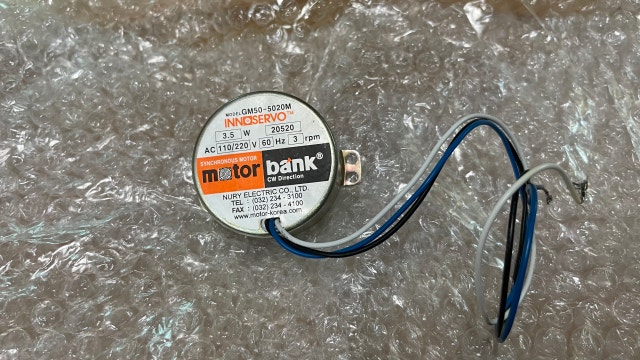 MODEL GM50-5020M
INNOSERVO™
3.5 W 20520
AC 110/220 V 60 Hz 3 rpm
SYNCHRONOUS MOTOR
motor bank®
CW Direction
NURY ELECTRIC CO., LTD.
TEL : (032) 234 - 3100
FAX : (032) 234 - 4100
www.motor-korea.com